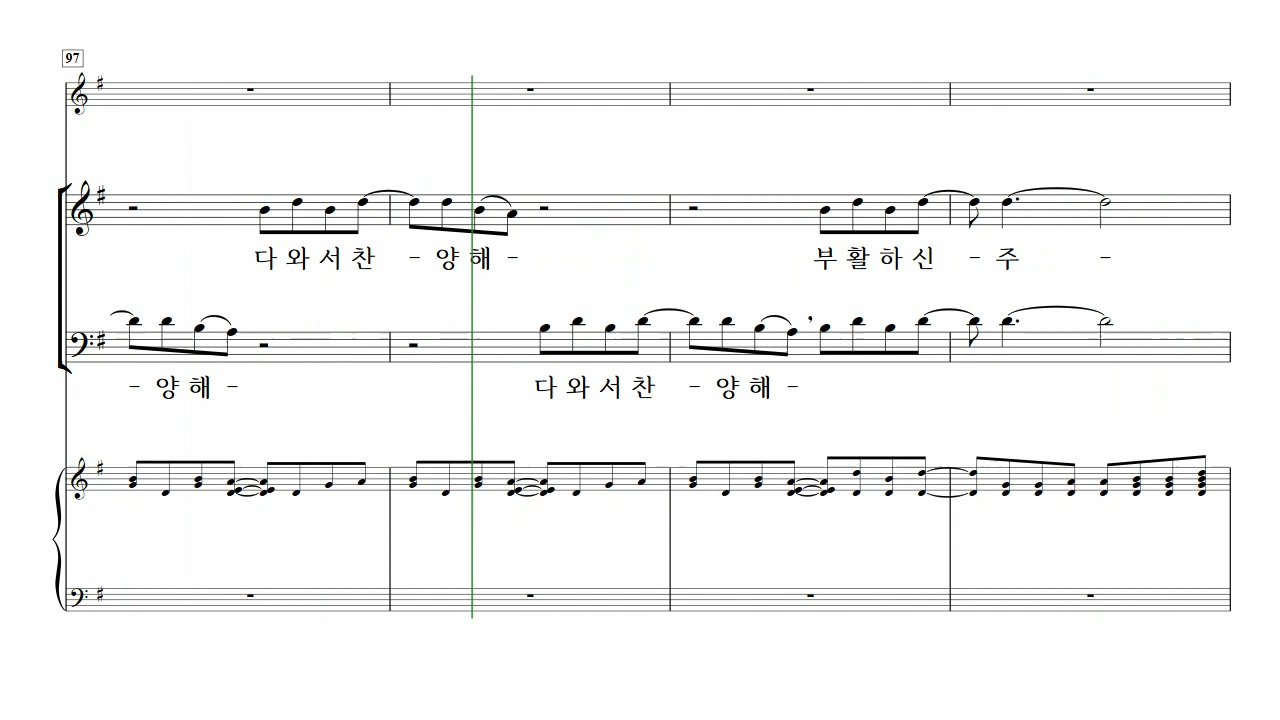 97
다 와 서 찬 - 양 해 - 부 활 하 신 - 주 -
- 양 해 - 다 와 서 찬 - 양 해 -